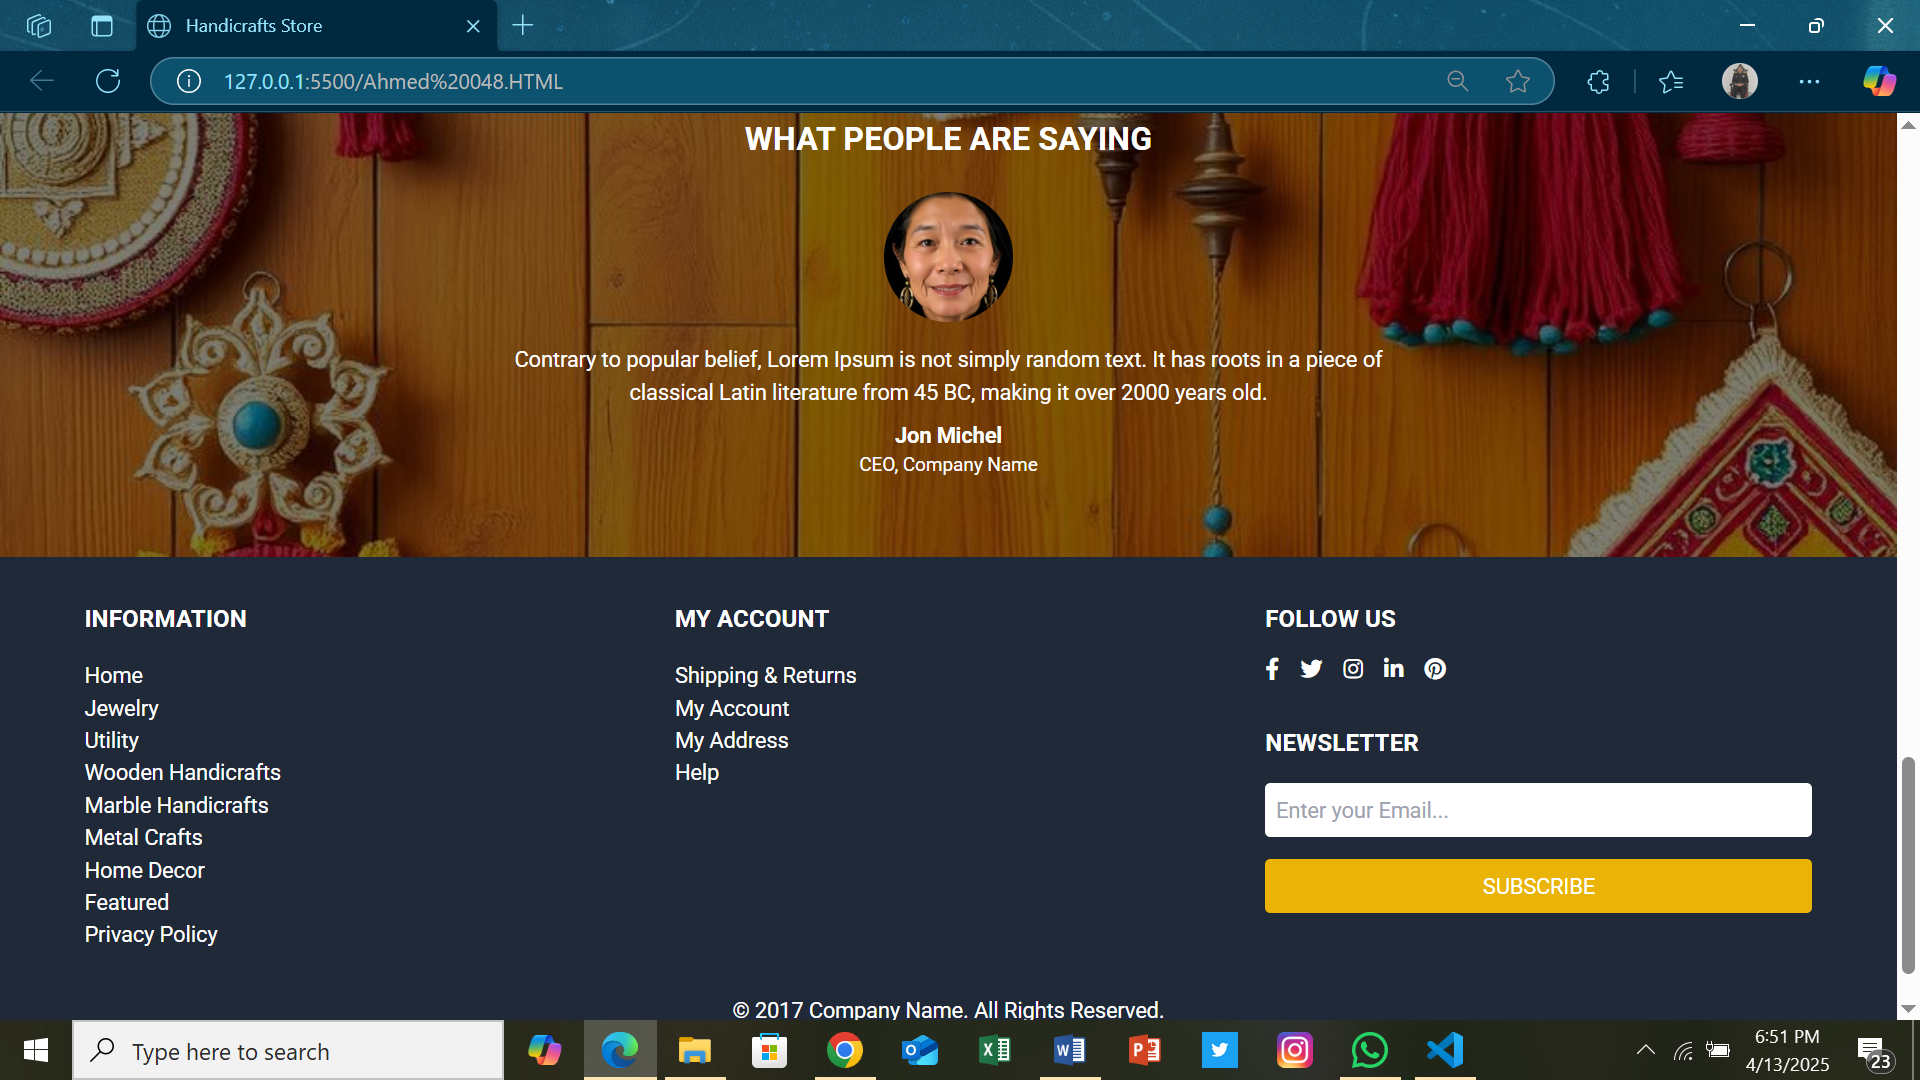 Handicrafts Store
127.0.0.1:5500/Ahmed%20048.HTML
WHAT PEOPLE ARE SAYING
Contrary to popular belief, Lorem Ipsum is not simply random text. It has roots in a piece of
classical Latin literature from 45 BC, making it over 2000 years old.
Jon Michel
CEO, Company Name
INFORMATION
Home
Jewelry
Utility
Wooden Handicrafts
Marble Handicrafts
Metal Crafts
Home Decor
Featured
Privacy Policy
MY ACCOUNT
Shipping & Returns
My Account
My Address
Help
FOLLOW US
NEWSLETTER
Enter your Email...
SUBSCRIBE
© 2017 Company Name. All Rights Reserved.
Type here to search
6:51 PM
4/13/2025
23